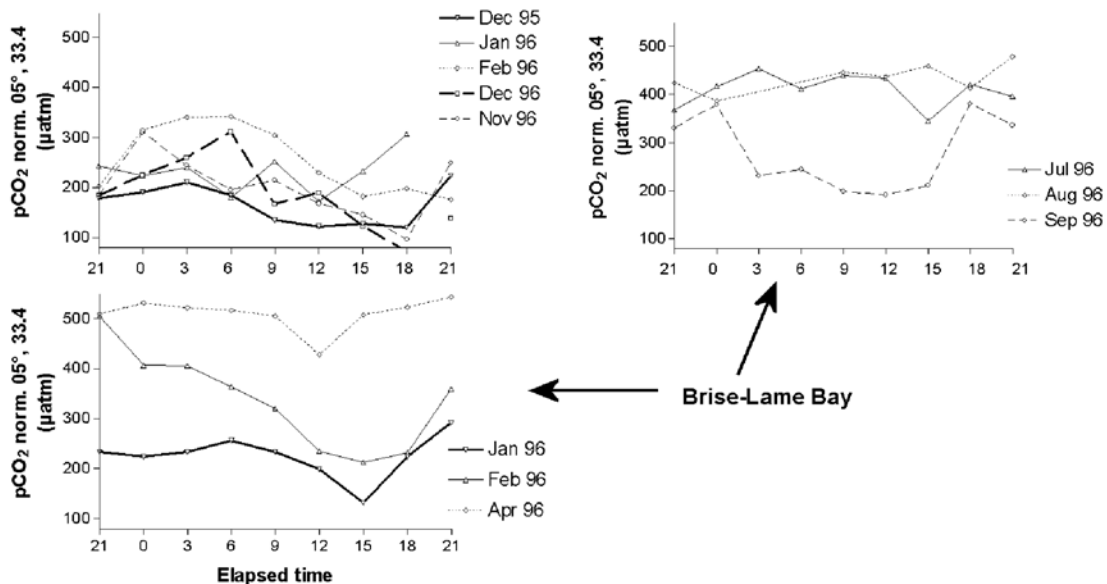 pCO₂ norm. 05°, 33.4
(µatm)
500
400
300
200
100
21 0 3 6 9 12 15 18 21
Dec 95
Jan 96
Feb 96
Dec 96
Nov 96
pCO₂ norm. 05°, 33.4
(µatm)
500
400
300
200
100
21 0 3 6 9 12 15 18 21
Jul 96
Aug 96
Sep 96
pCO₂ norm. 05°, 33.4
(µatm)
500
400
300
200
100
21 0 3 6 9 12 15 18 21
Jan 96
Feb 96
Apr 96
Elapsed time
Brise-Lame Bay